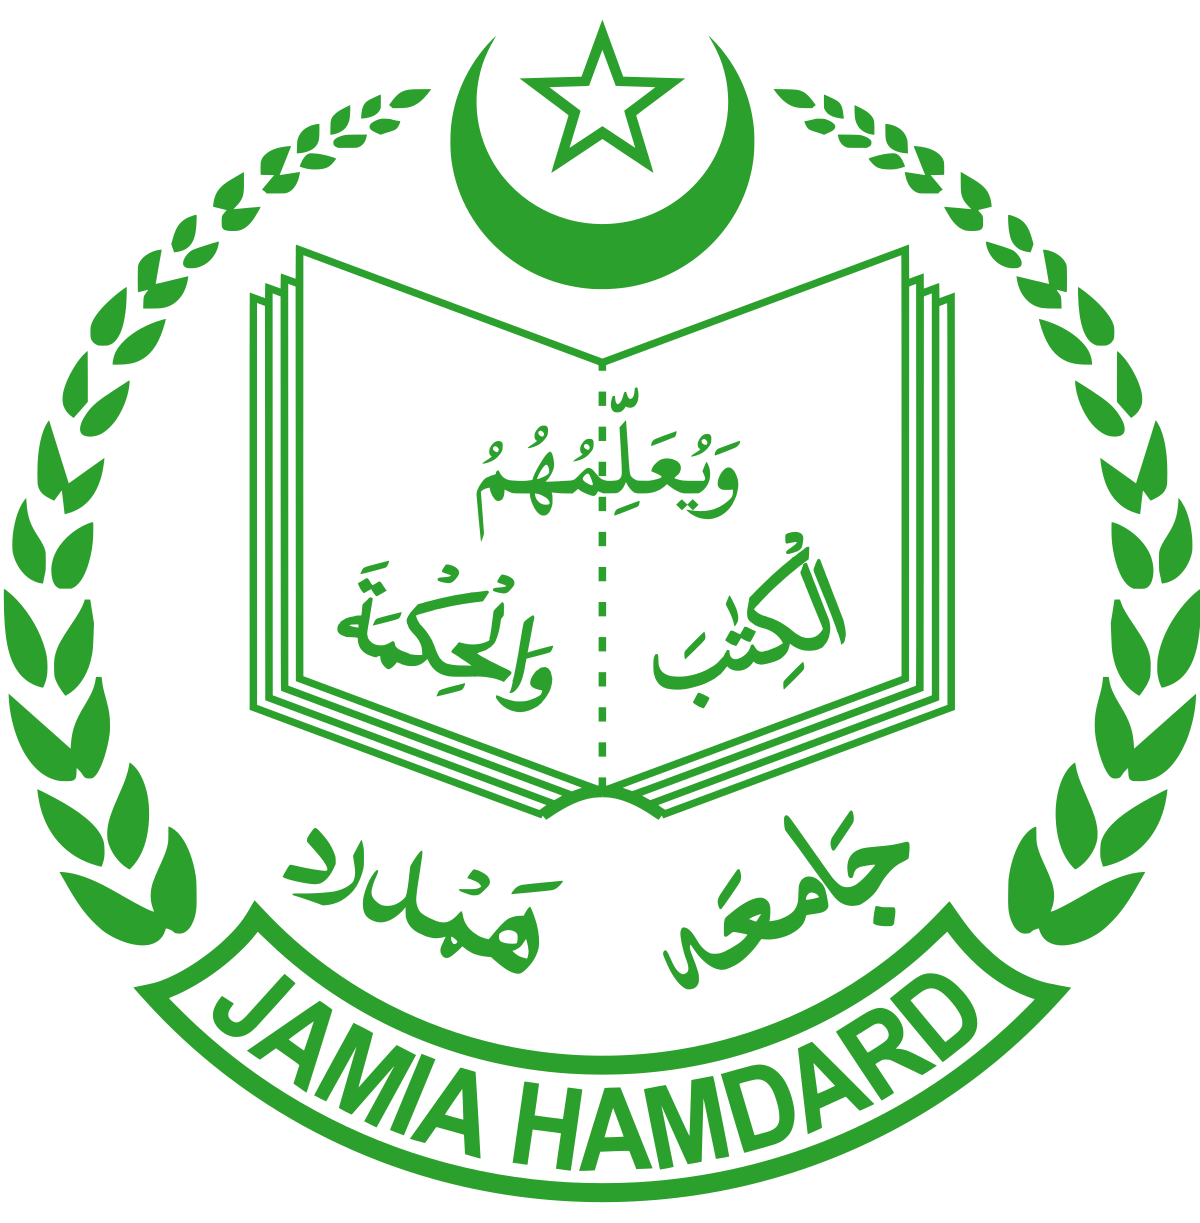 وَيُعَلِّمُهُمُ
الْكِتٰبَ وَالْحِكْمَةَ
جامعہ ہمدرد
JAMIA HAMDARD